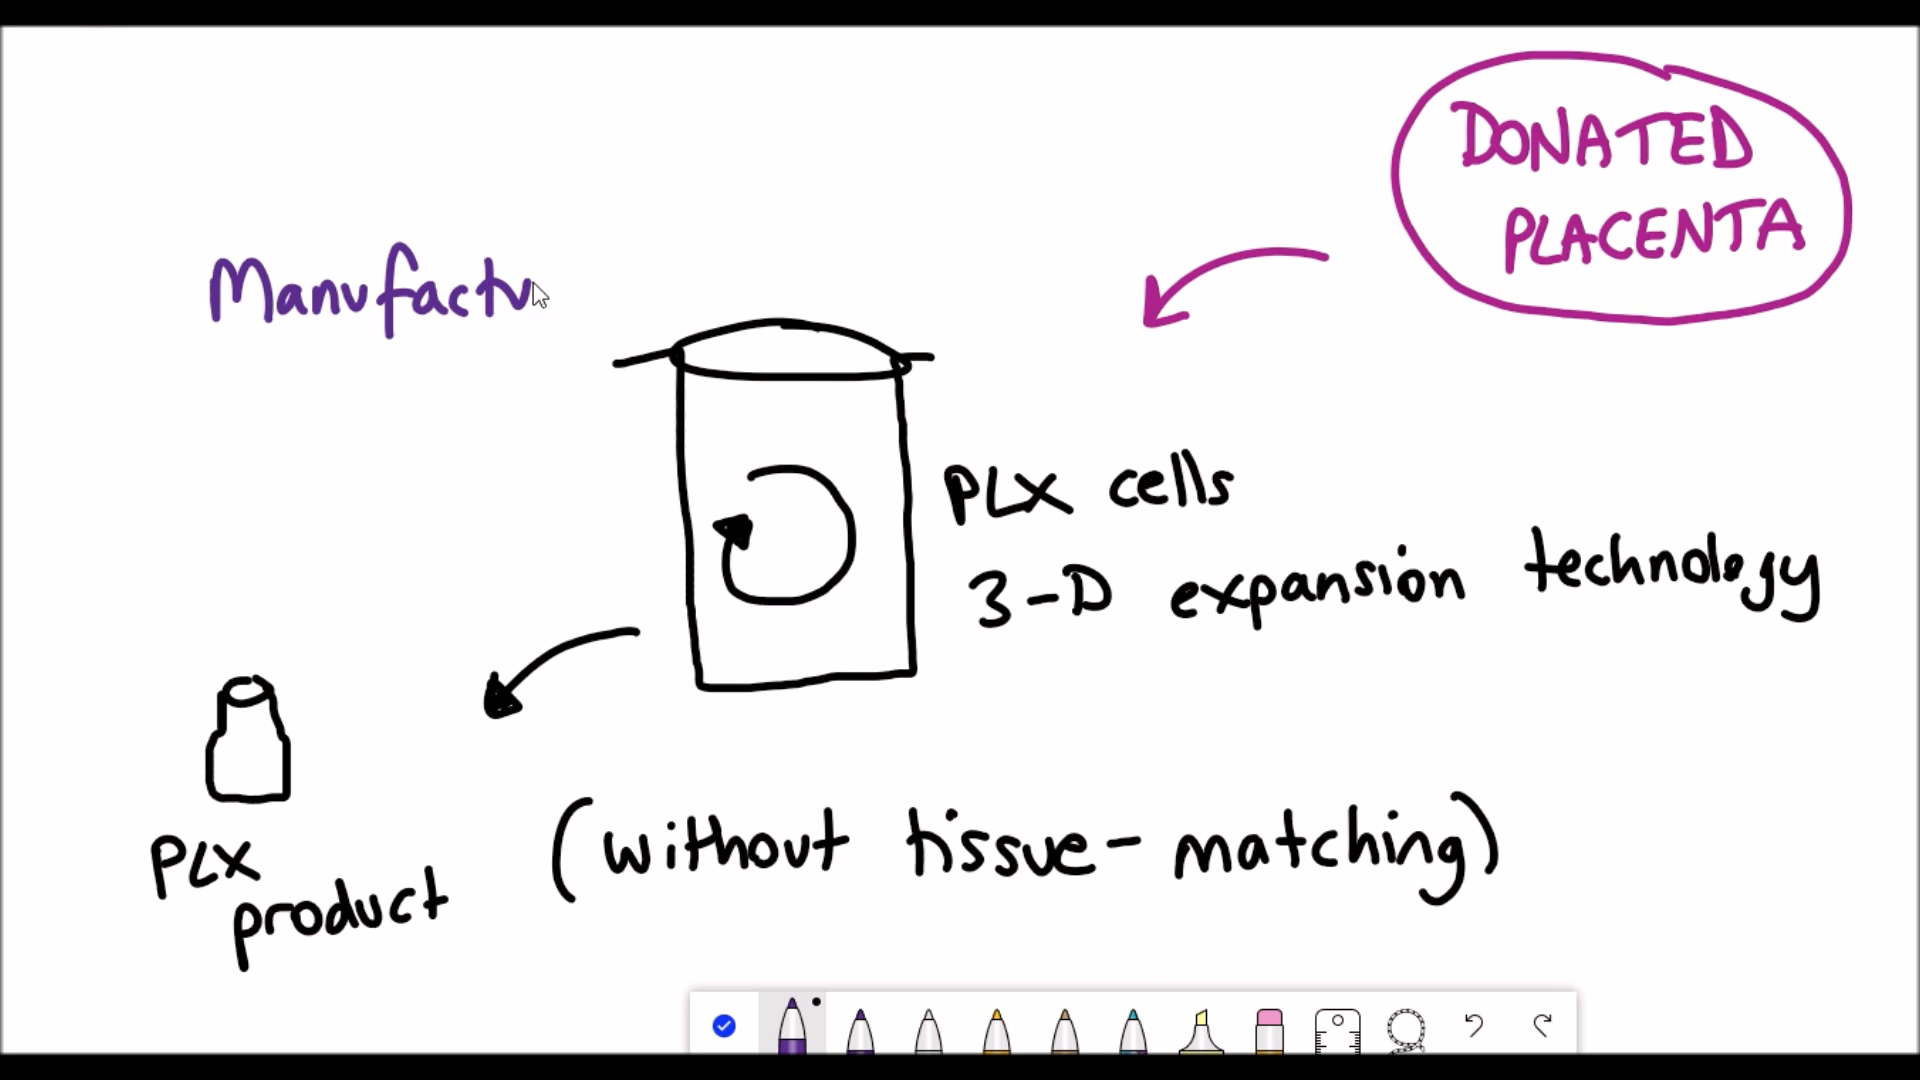 DONATED
PLACENTA
Manufactu
PLX cells
3-D expansion technology
PLX
product
(without tissue-matching)